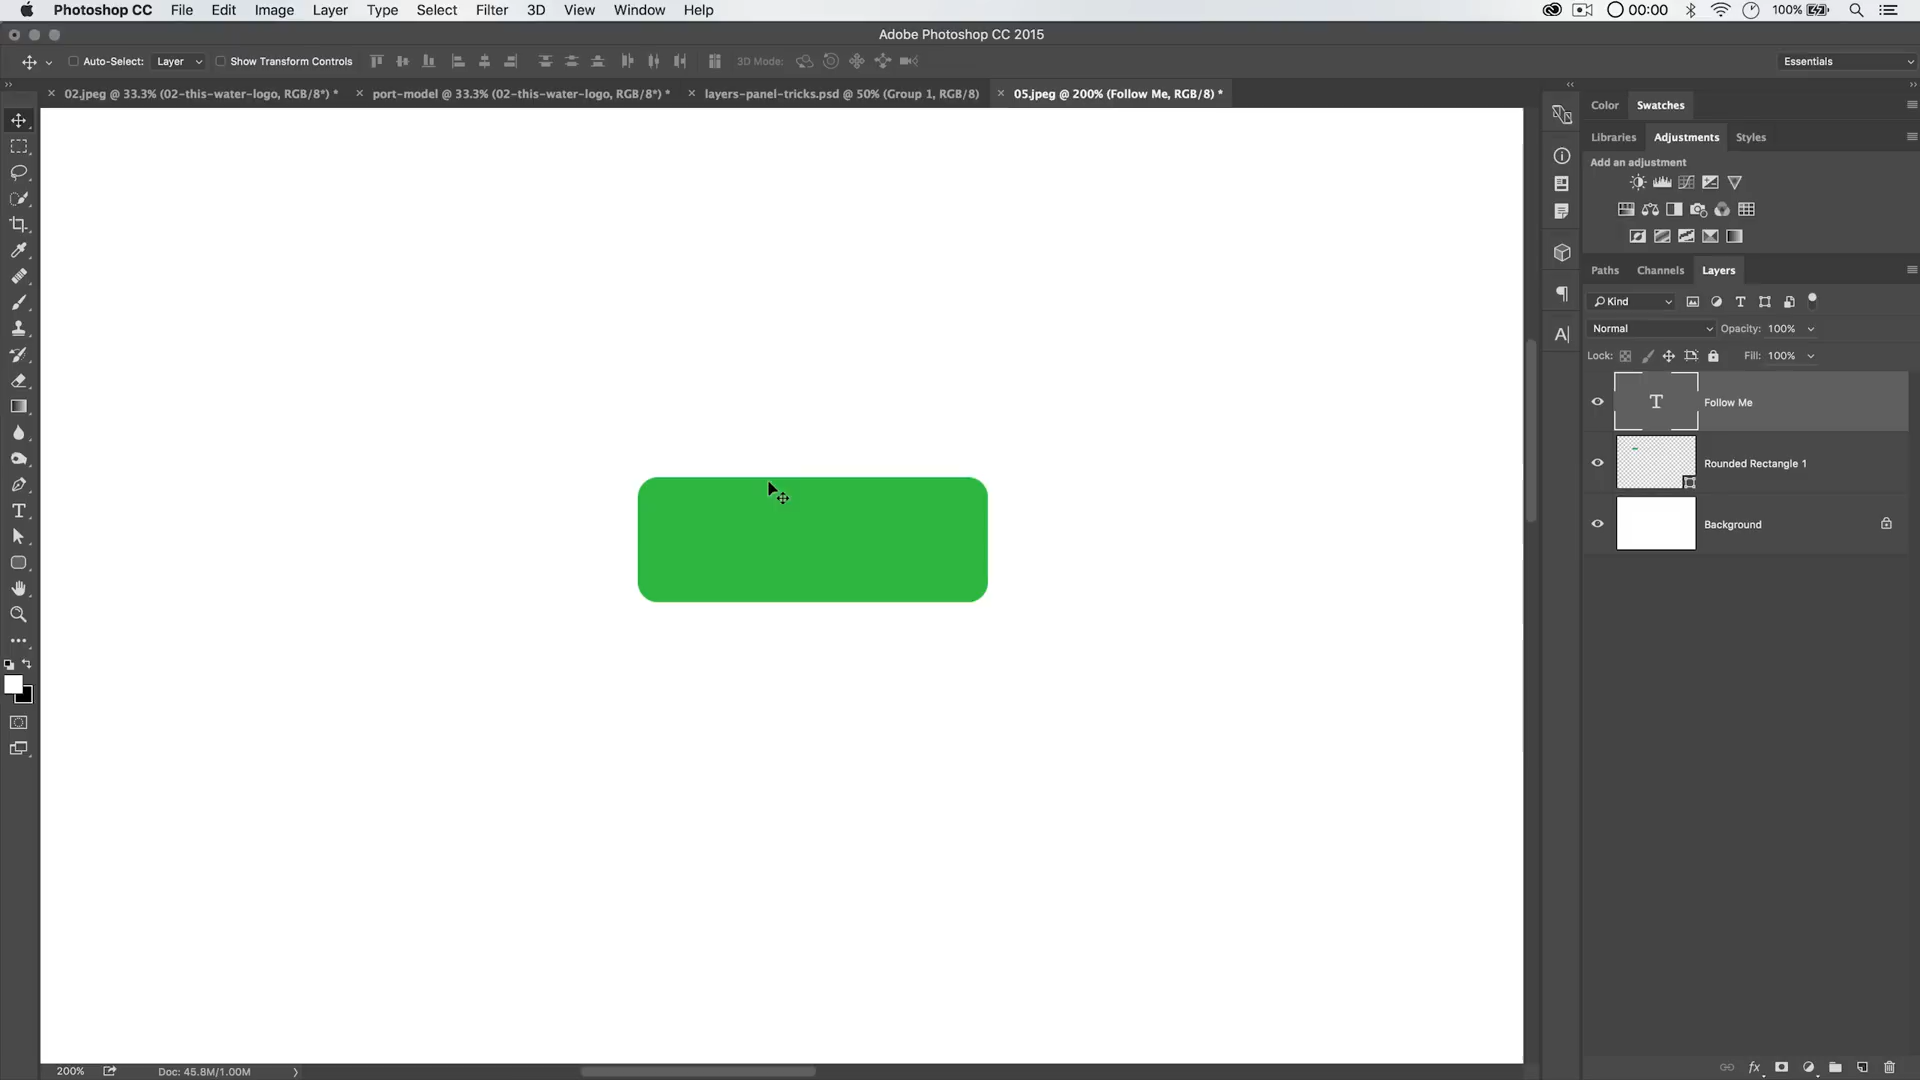 Photoshop CC File Edit Image Layer Type Select Filter 3D View Window Help 00:00 100%
Adobe Photoshop CC 2015
Auto-Select: Layer Show Transform Controls 3D Mode: Essentials
02.jpeg @ 33.3% (02-this-water-logo, RGB/8*) * port-model @ 33.3% (02-this-water-logo, RGB/8*) * layers-panel-tricks.psd @ 50% (Group 1, RGB/8) 05.jpeg @ 200% (Follow Me, RGB/8) *
Color Swatches
Libraries Adjustments Styles
Add an adjustment
Paths Channels Layers
Kind
Normal Opacity: 100%
Lock: Fill: 100%
T Follow Me
Rounded Rectangle 1
Background
200% Doc: 45.8M/1.00M
fx